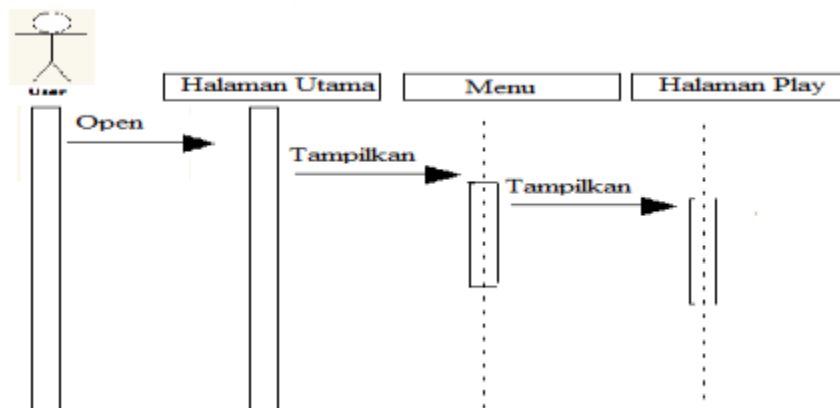 User
Halaman Utama
Menu
Halaman Play
Open
Tampilkan
Tampilkan